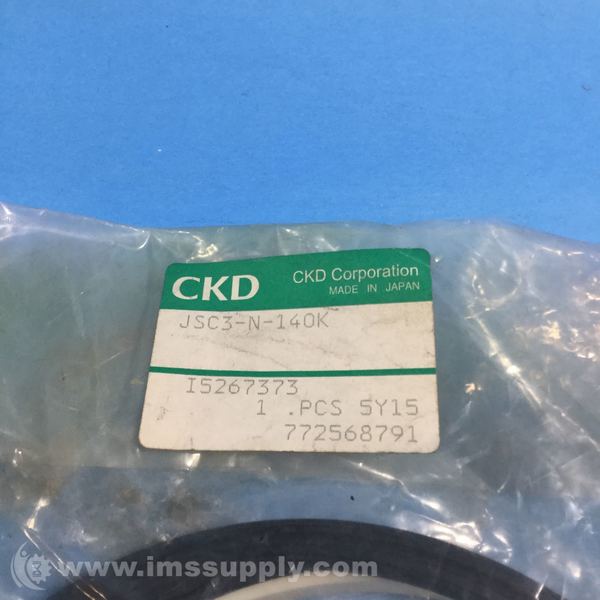 CKD
CKD Corporation
MADE IN JAPAN
JSC3-N-140K
I5267373
1 .PCS 5Y15
772568791
www.imssupply.com